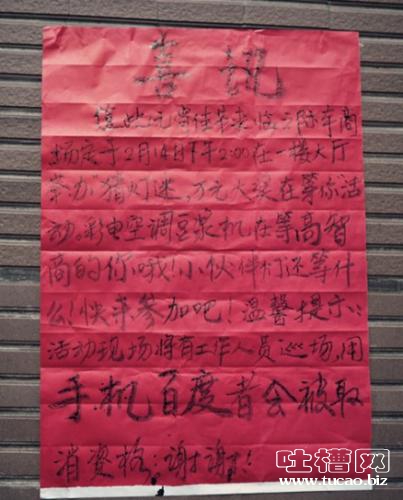 喜讯
值此元宵佳节来临之际本商
场定于2月14日下午2:00在一楼大厅
举办"猜灯迷,万元大奖在等你活
动.彩电空调豆浆机在等高智
商的你哦!小伙伴们还等什
么!快来参加吧!温馨提示:
活动现场将有工作人员巡场,用
手机百度者会被取
消资格:谢谢!
吐槽网
www.tucao.biz